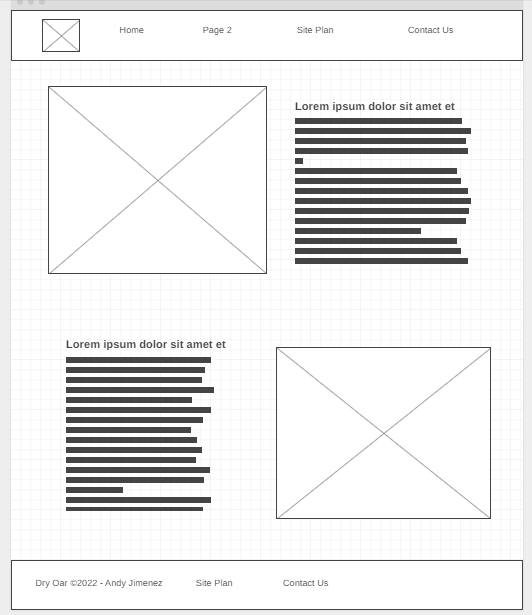 Home Page 2 Site Plan Contact Us
Lorem ipsum dolor sit amet et
Lorem ipsum dolor sit amet et
Dry Oar ©2022 - Andy Jimenez Site Plan Contact Us